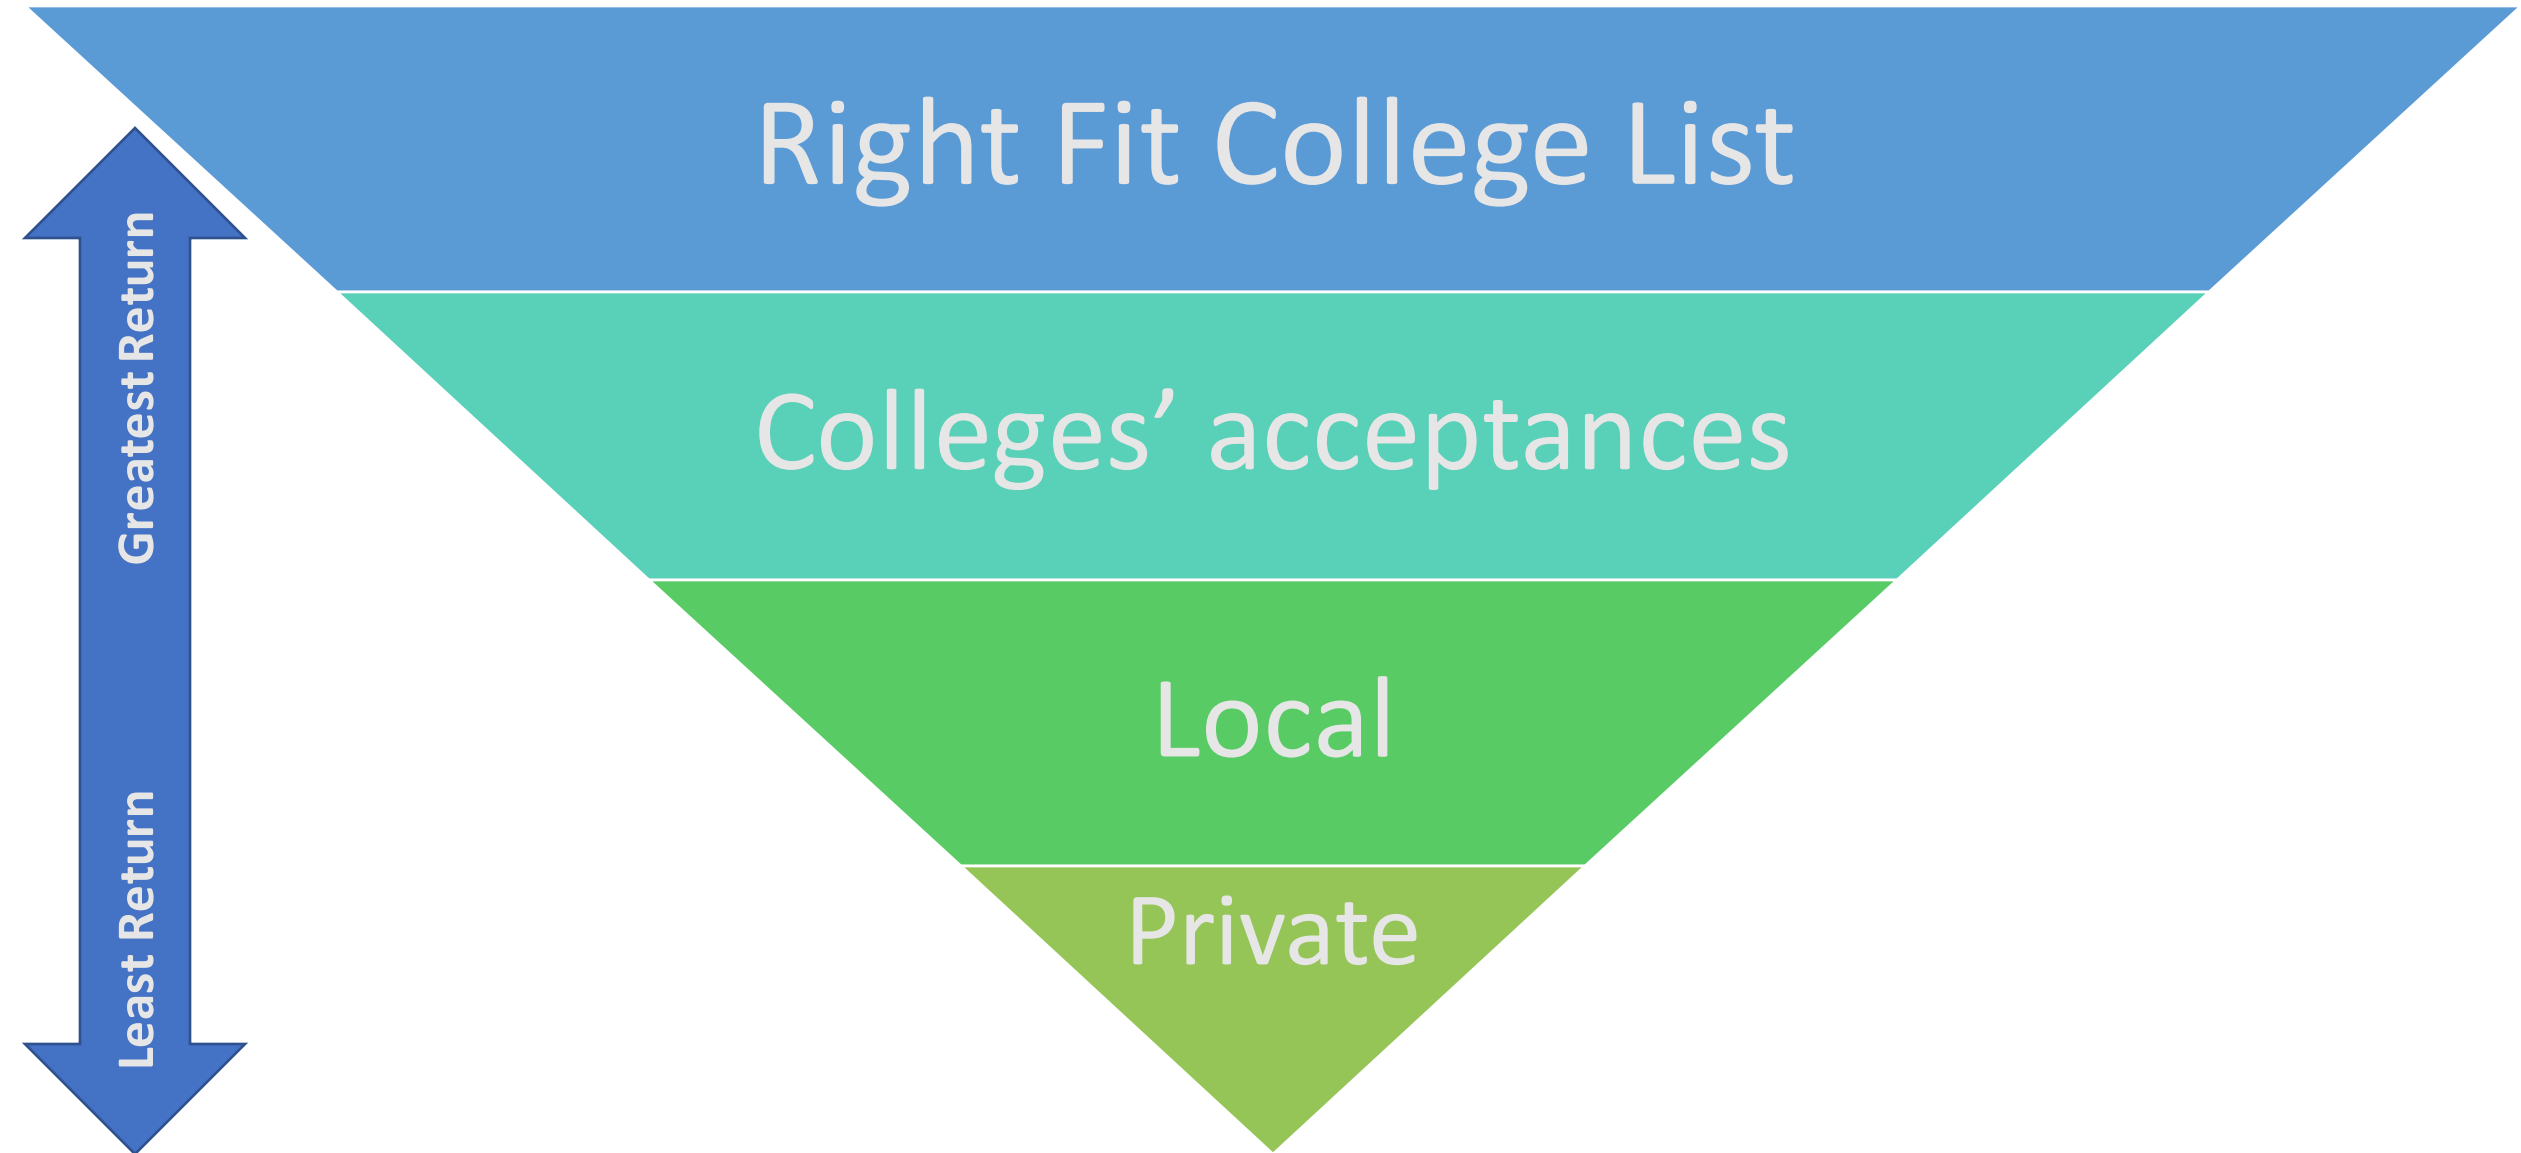 Right Fit College List
Greatest Return
Colleges’ acceptances
Local
Least Return
Private